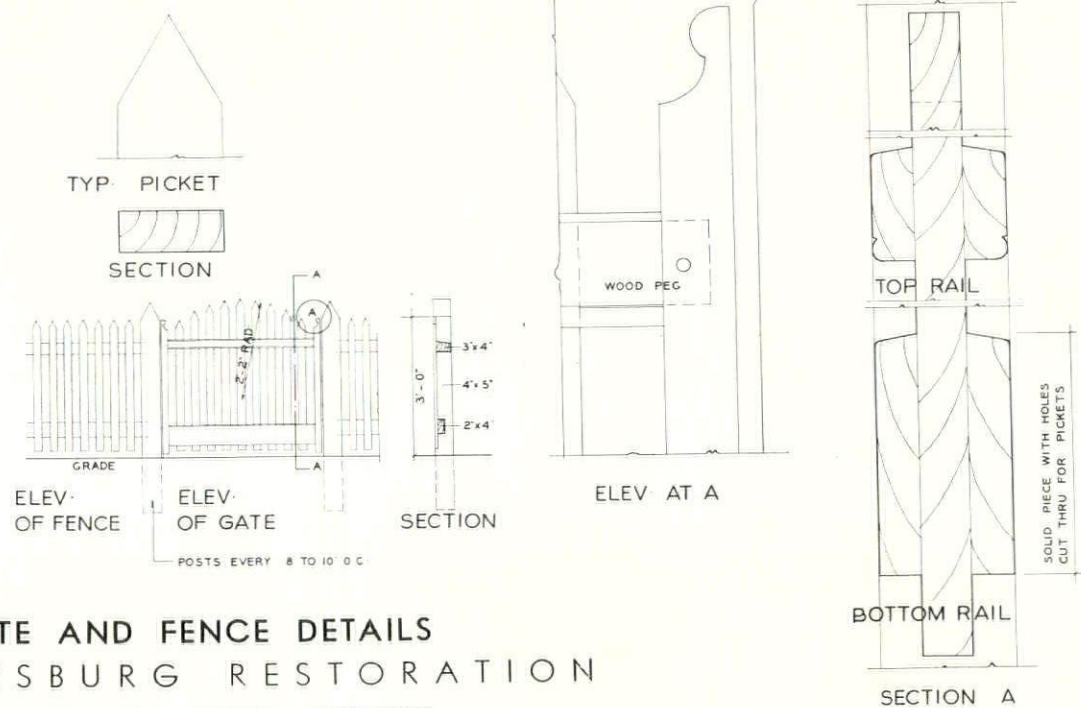 TYP. PICKET
SECTION
A
A
2'-2" RAD
GRADE
A
ELEV.
OF FENCE
ELEV.
OF GATE
POSTS EVERY 8 TO 10' O C
3'-0"
3"x4"
4"x5"
2"x4"
SECTION
WOOD PEG
ELEV. AT A
TOP RAIL
SOLID PIECE WITH HOLES
CUT THRU FOR PICKETS
BOTTOM RAIL
SECTION A
TE AND FENCE DETAILS
SBURG RESTORATION